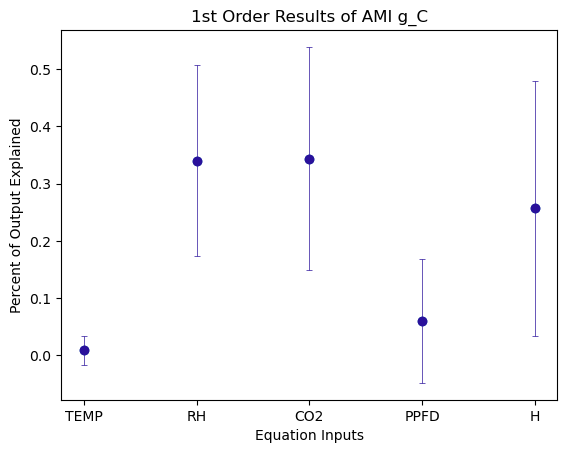 1st Order Results of AMI g_C
Percent of Output Explained
0.5
0.4
0.3
0.2
0.1
0.0
TEMP RH CO2 PPFD H
Equation Inputs